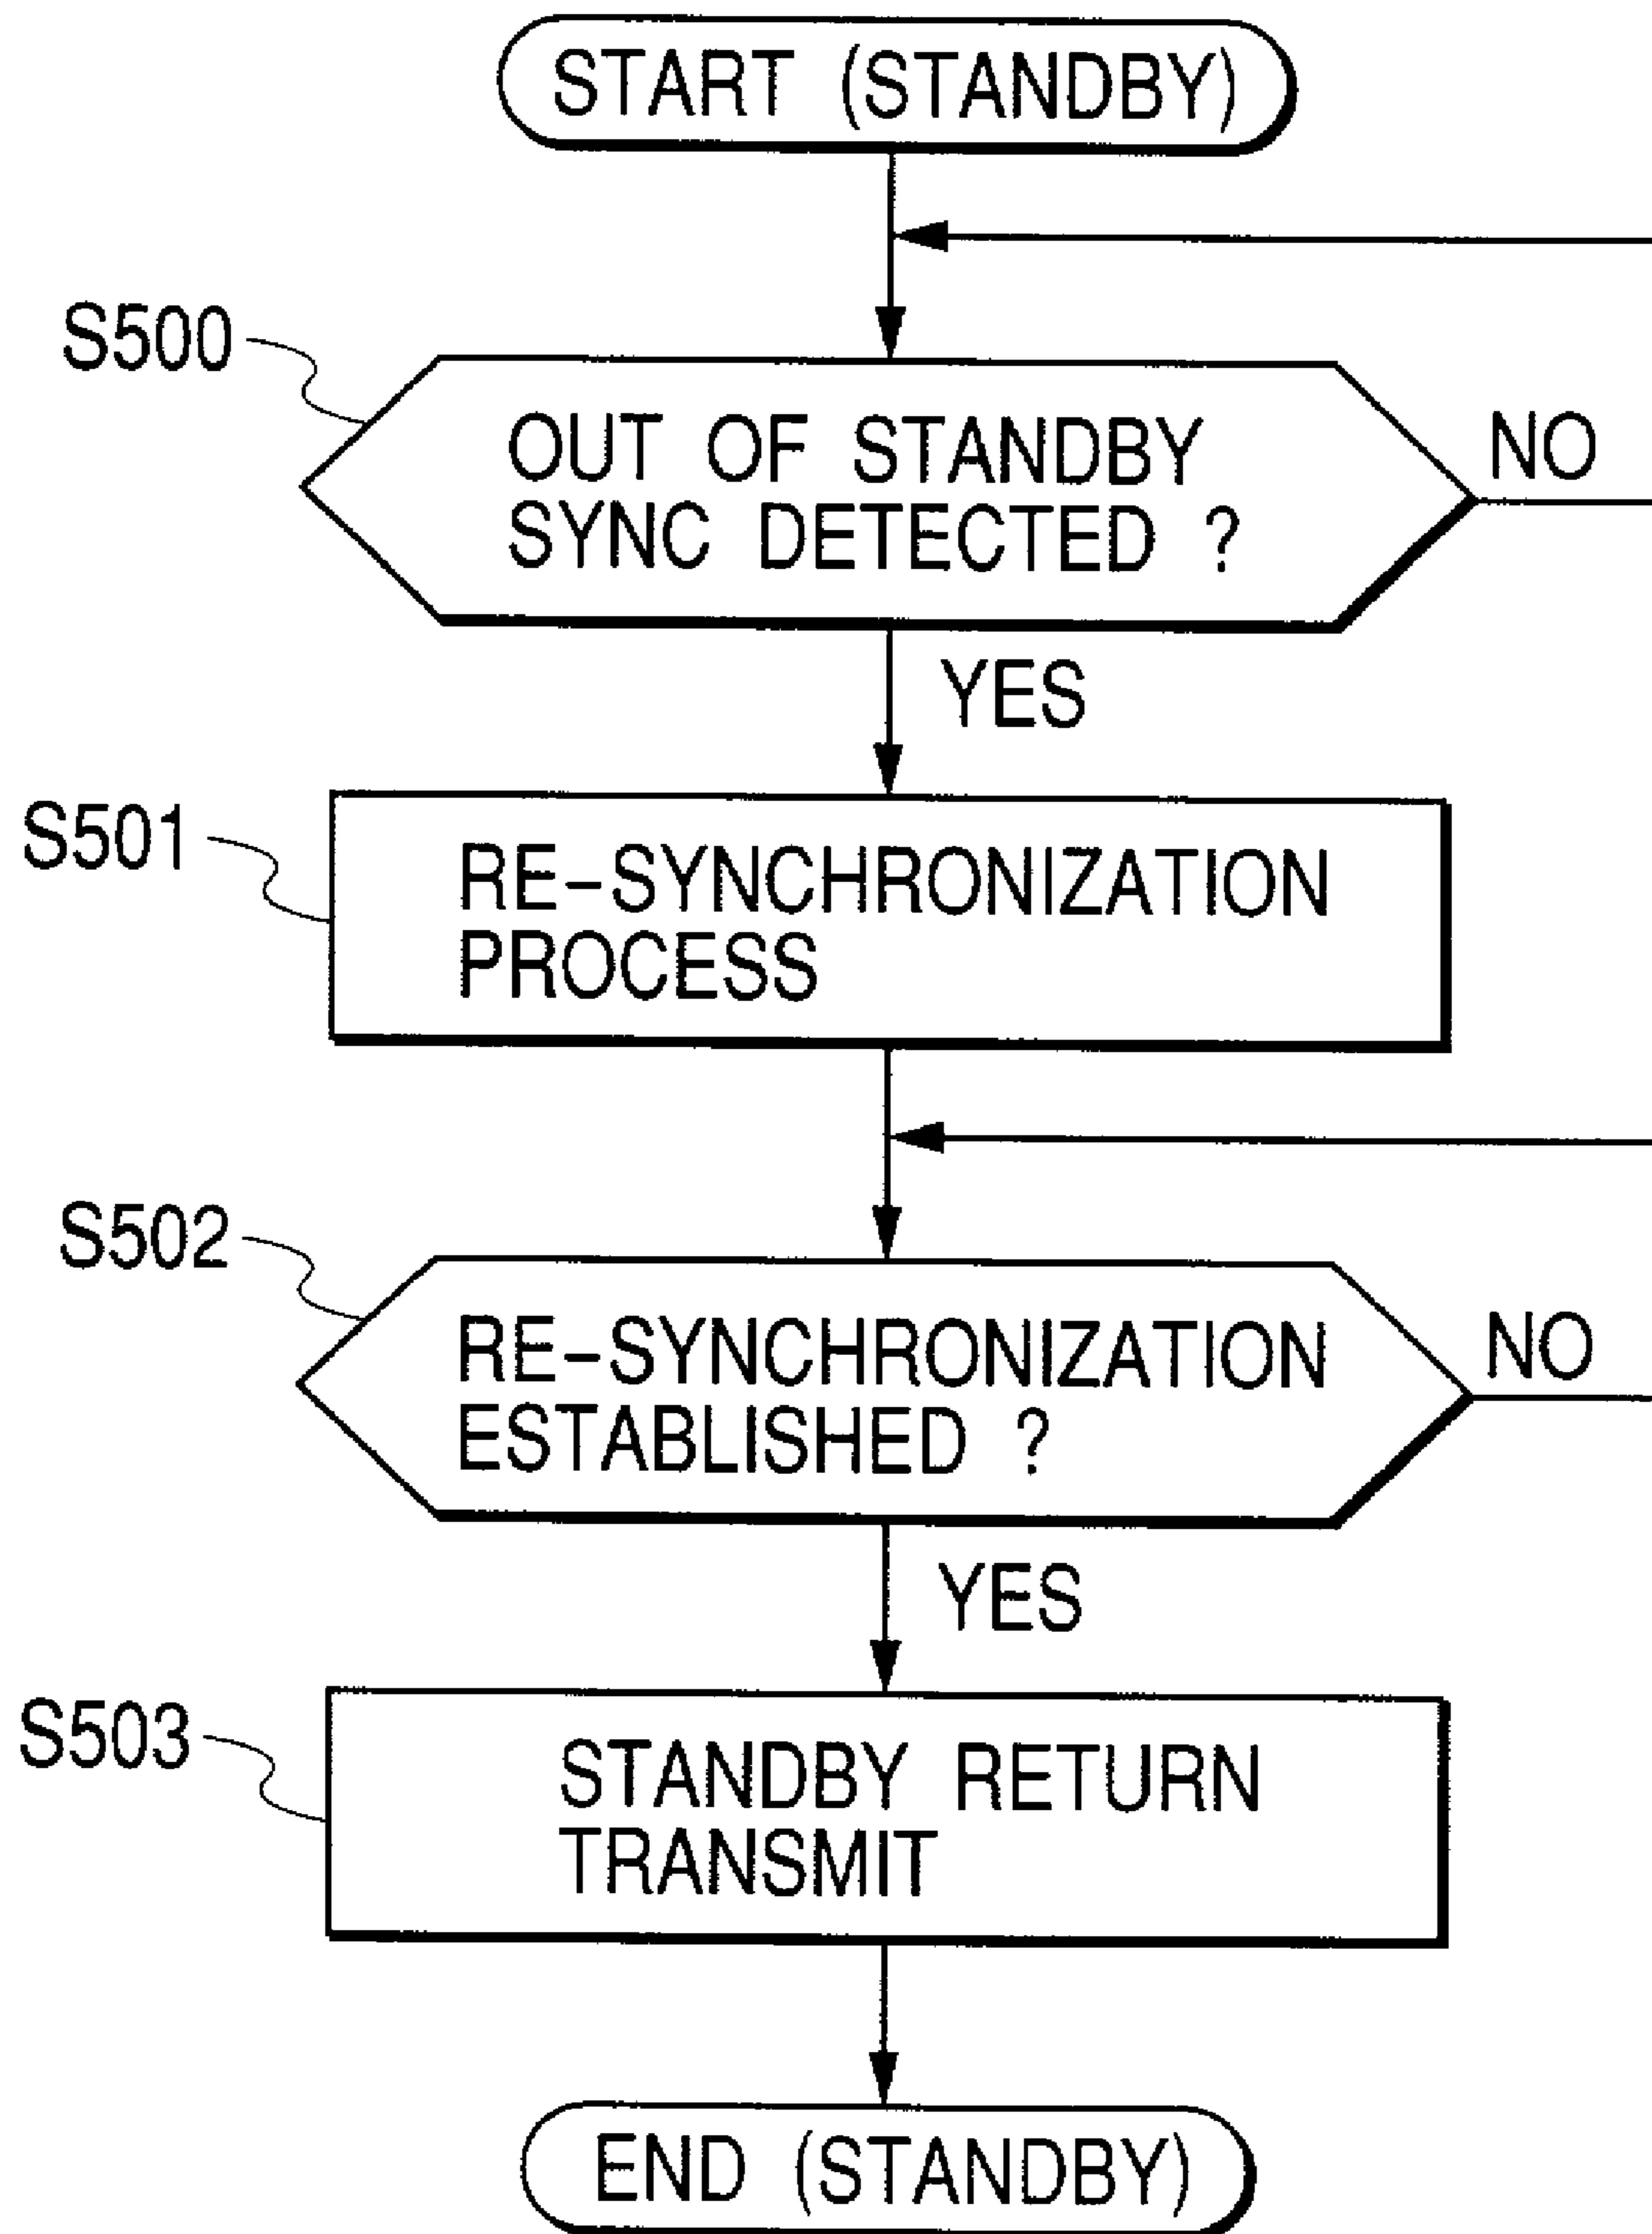 START (STANDBY)
S500
OUT OF STANDBY
SYNC DETECTED ?
NO
YES
S501
RE-SYNCHRONIZATION
PROCESS
S502
RE-SYNCHRONIZATION
ESTABLISHED ?
NO
YES
S503
STANDBY RETURN
TRANSMIT
END (STANDBY)